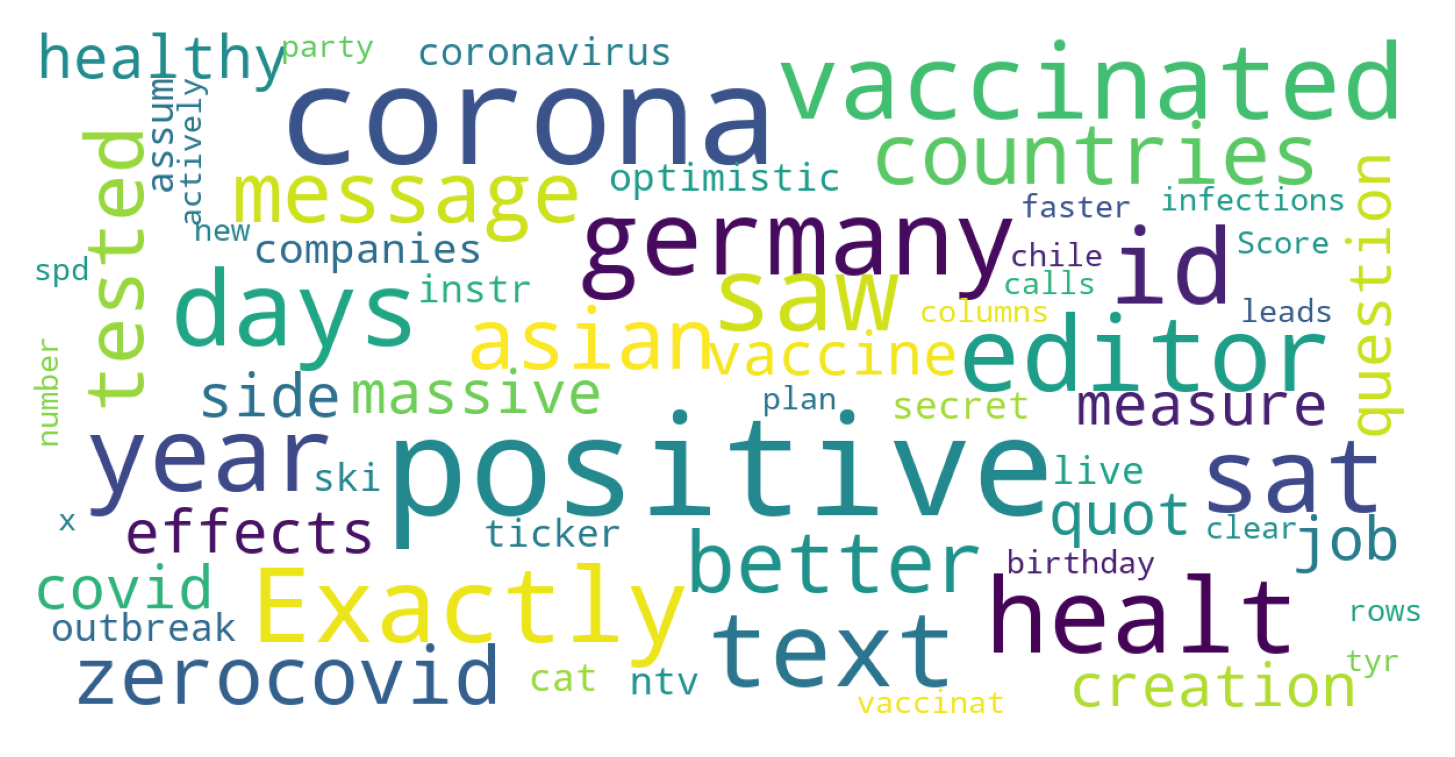 healthy
party
coronavirus
vaccinated
corona
assum
actively
countries
tested
message
optimistic
question
germany
faster
infections
new
companies
chile
id
Score
spd
days
instr
saw
calls
columns
leads
asian
vaccine
editor
number
side
massive
plan
secret
measure
year
positive
ski
live
sat
x
effects
ticker
quot
clear
job
better
birthday
covid
Exactly
healt
outbreak
text
rows
zerocovid
cat
ntv
creation
tyr
vaccinat